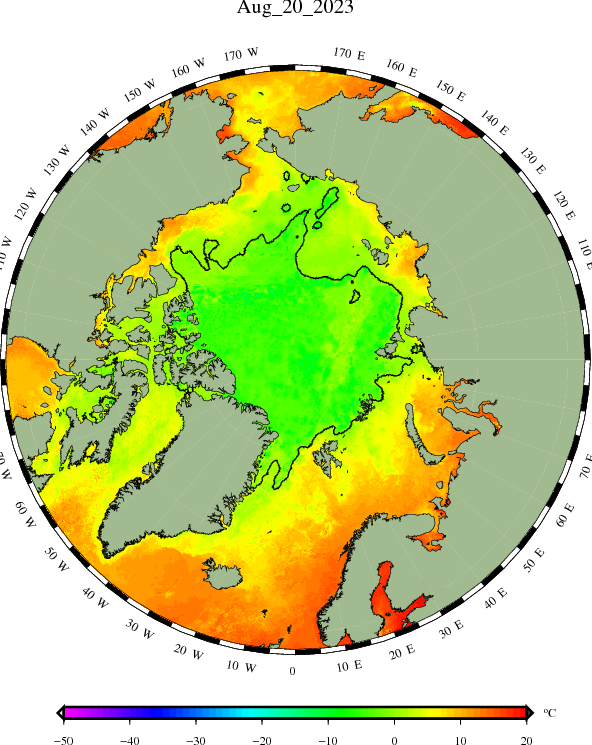 Aug_20_2023
170 W
170 E
160 W
160 E
150 W
150 E
140 W
140 E
130 W
130 E
120 W
120 E
110 E
60 W
70 E
50 W
60 E
40 W
50 E
30 W
40 E
20 W
30 E
10 W
0
10 E
20 E
°C
−50 −40 −30 −20 −10 0 10 20